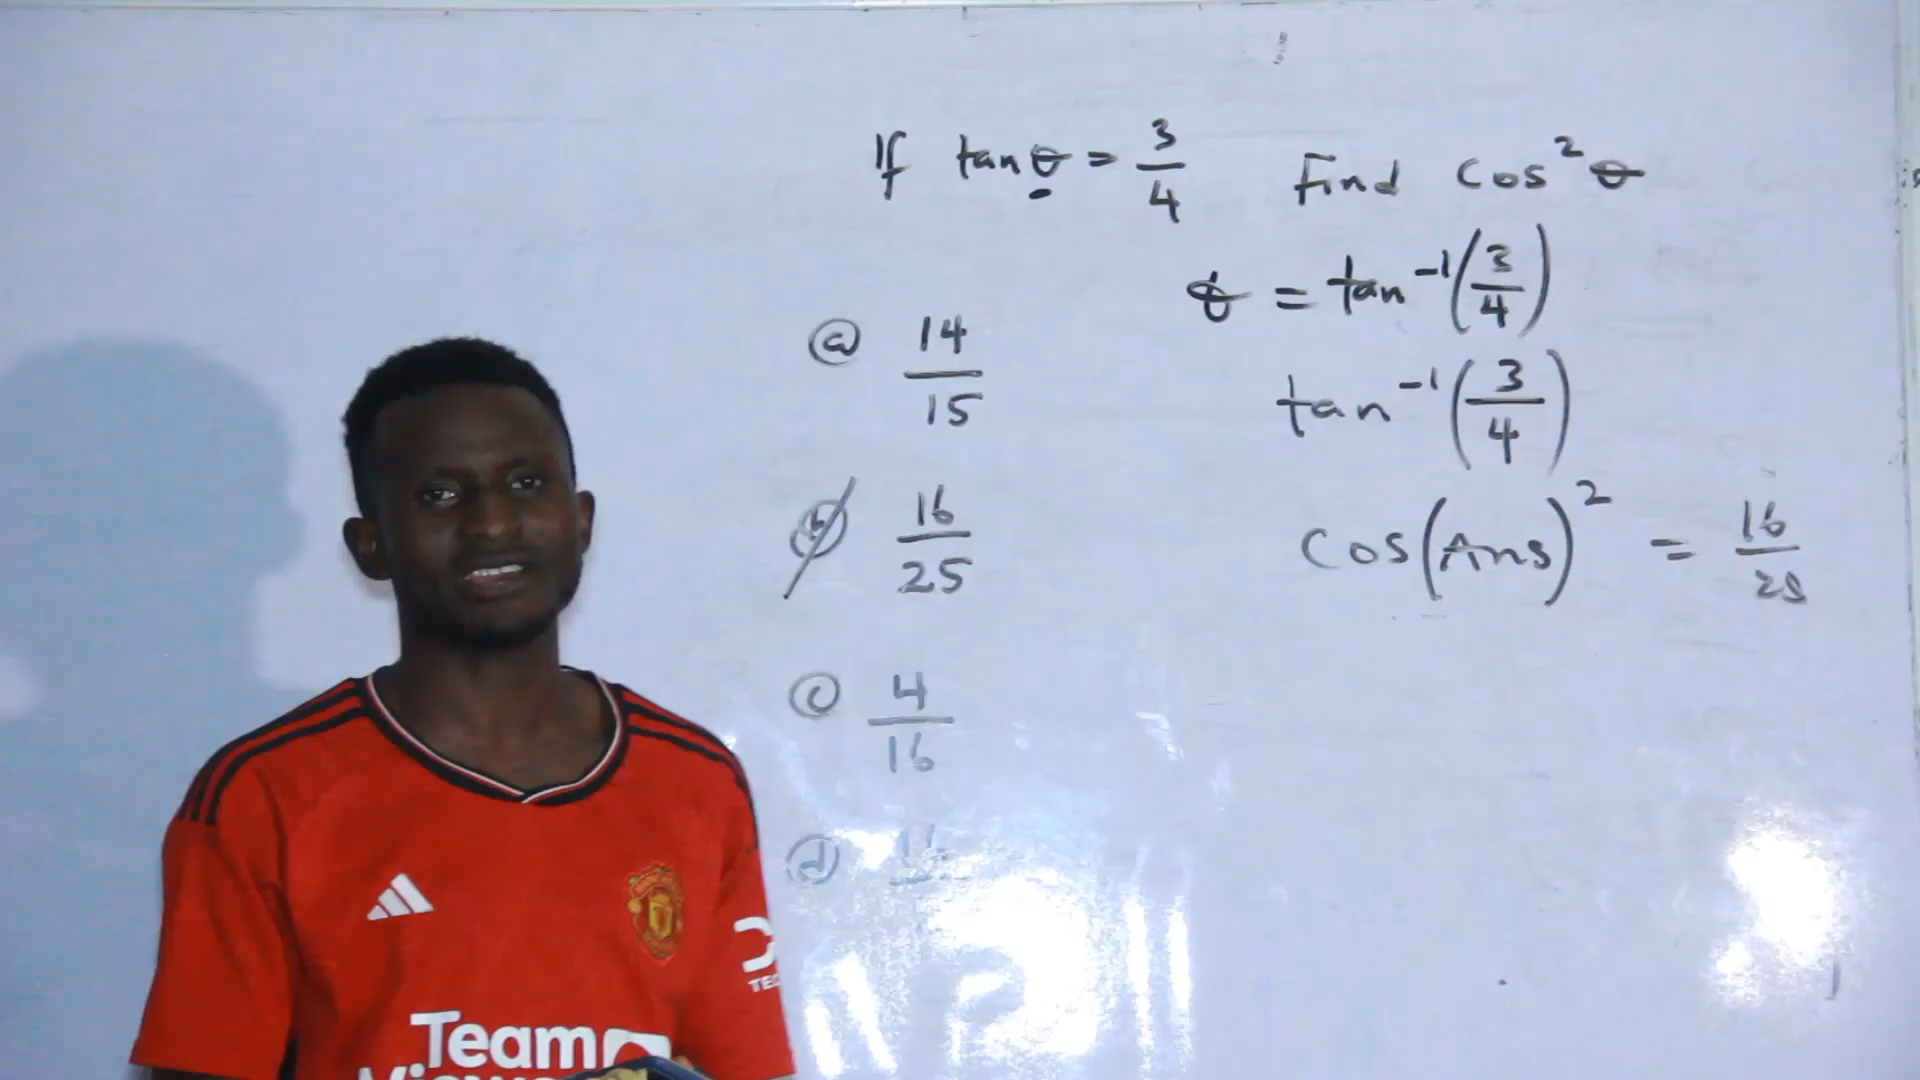 If tanθ = 3/4 Find Cos²θ
θ = tan⁻¹(3/4)
tan⁻¹(3/4)
Cos(Ans)² = 16/25
ⓐ 14/15
ⓑ 16/25
ⓒ 4/16
ⓓ
Team